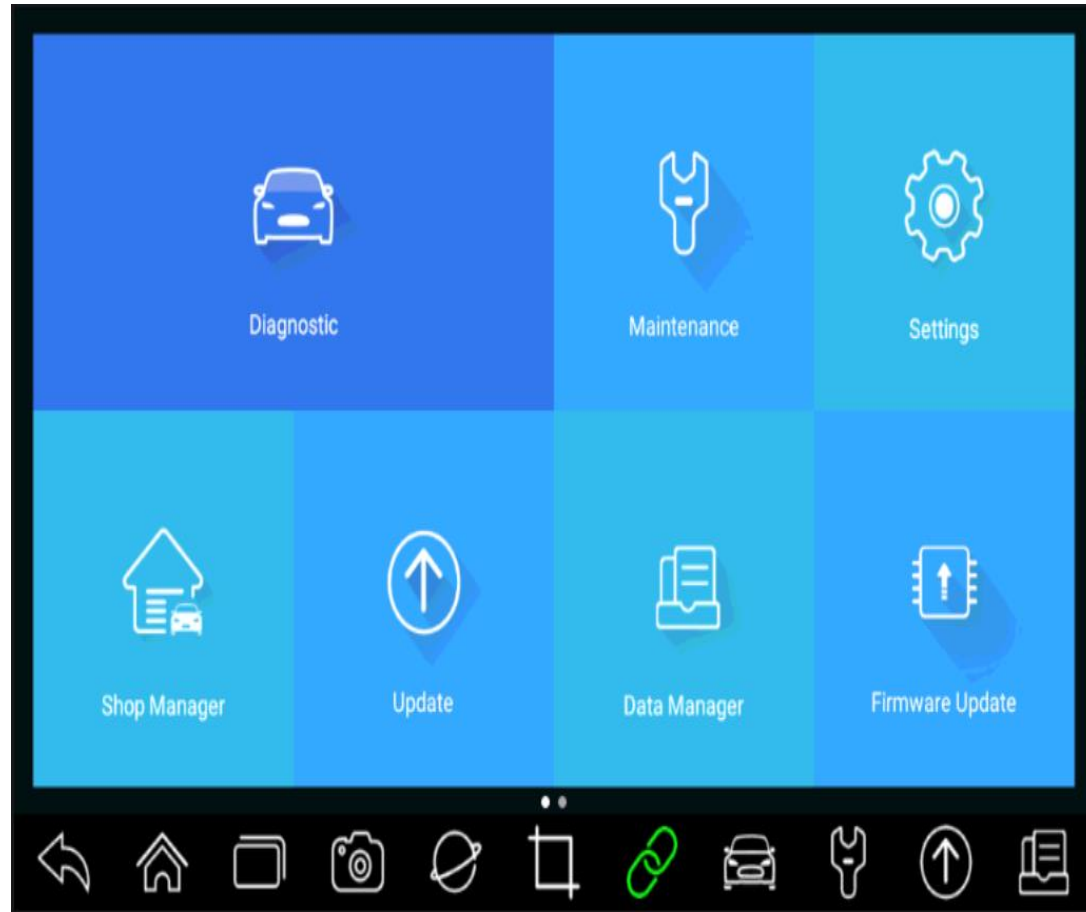 Diagnostic
Maintenance
Settings
Shop Manager
Update
Data Manager
Firmware Update